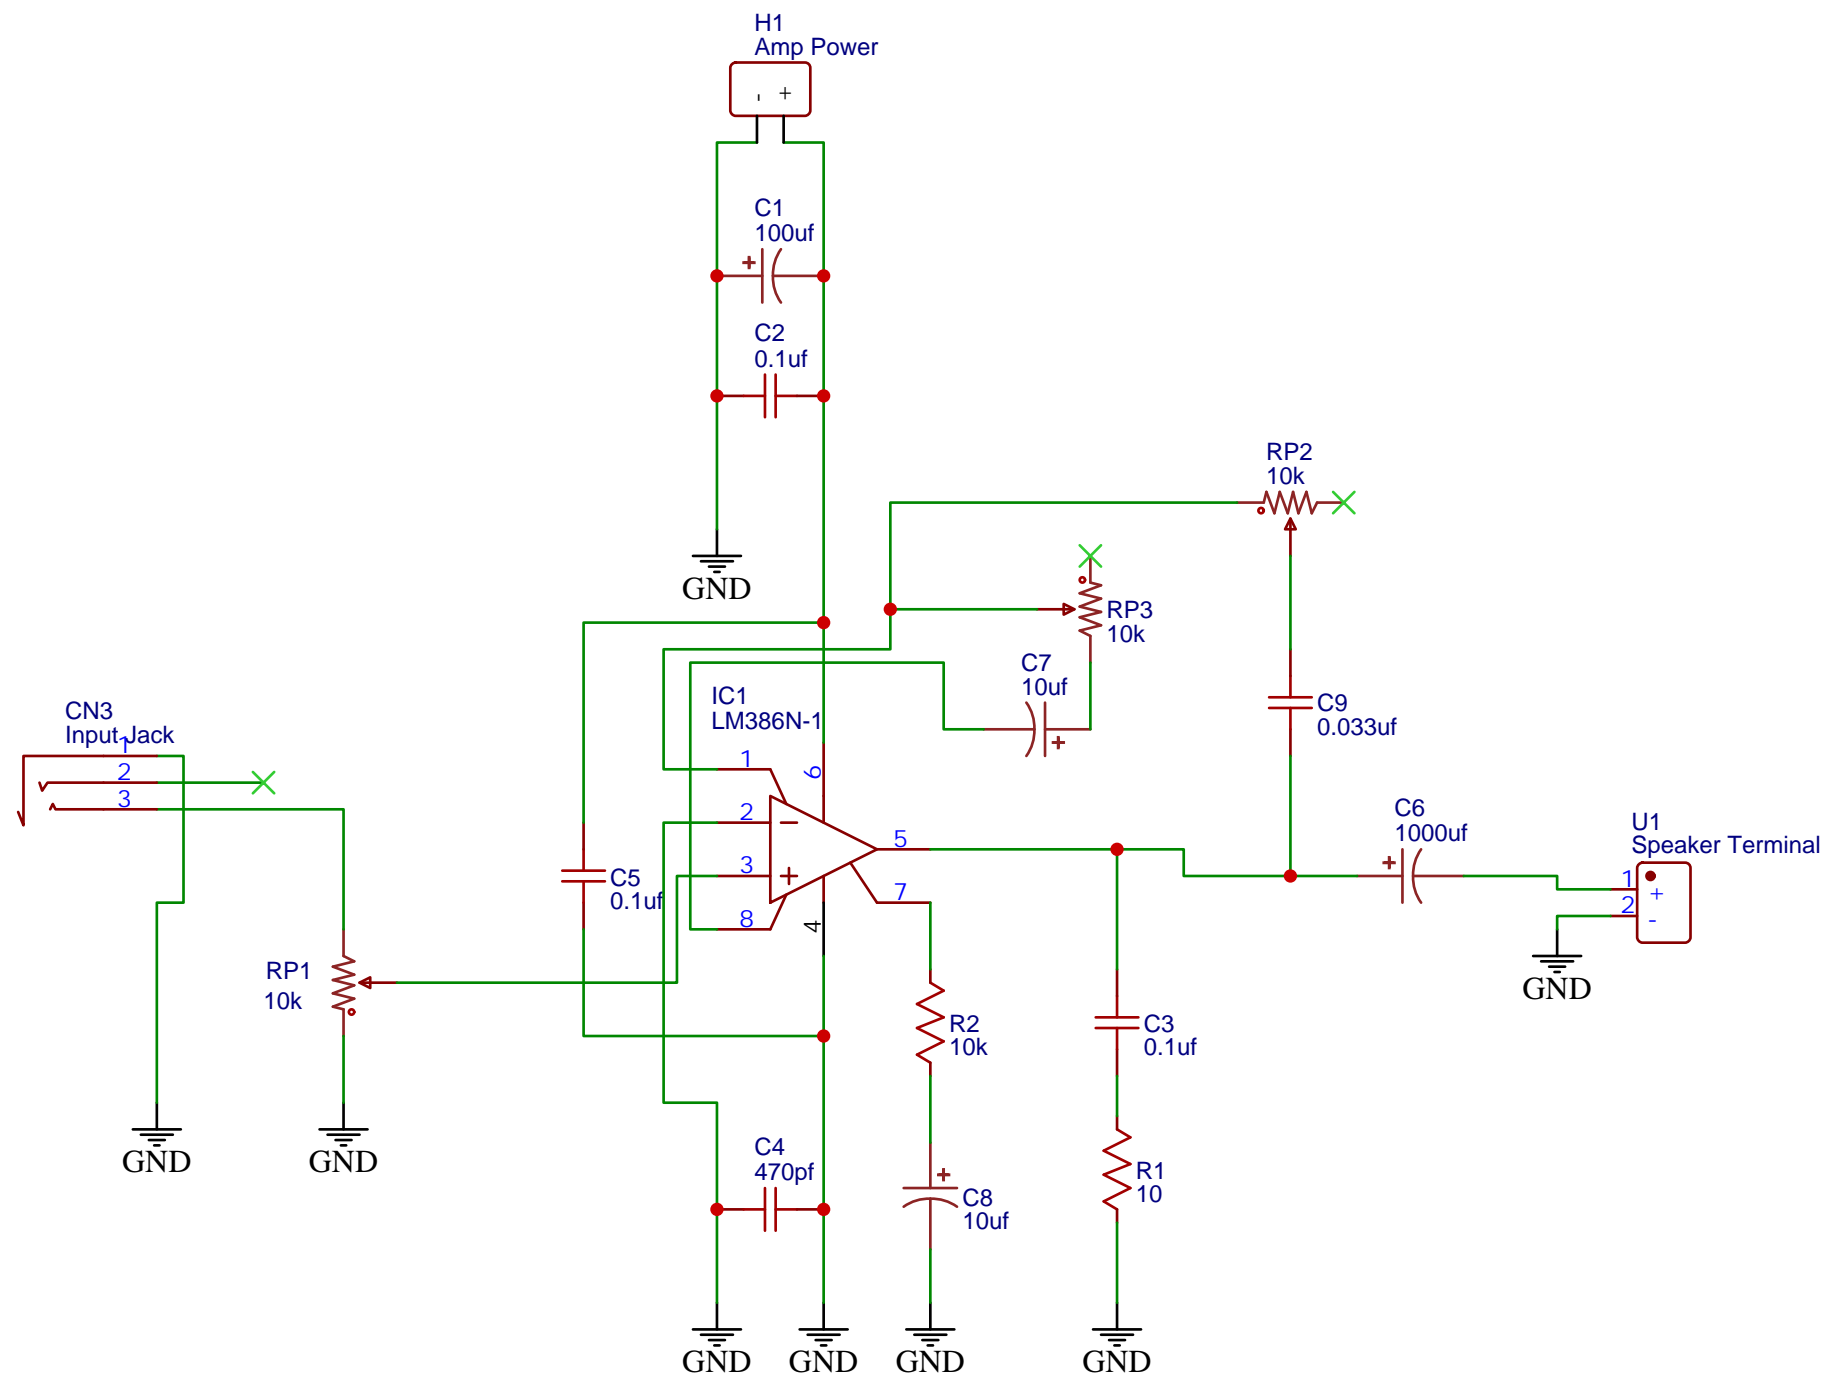 H1
Amp Power
- +
C1
100uf
+
C2
0.1uf
GND
RP2
10k
RP3
10k
C7
10uf
+
IC1
LM386N-1
1
2
3
8
6
5
7
4
C9
0.033uf
CN3
Input Jack
1
2
3
C6
1000uf
+
U1
Speaker Terminal
1
+
2
-
GND
C5
0.1uf
RP1
10k
R2
10k
C3
0.1uf
GND
GND
C4
470pf
+
C8
10uf
R1
10
GND
GND
GND
GND